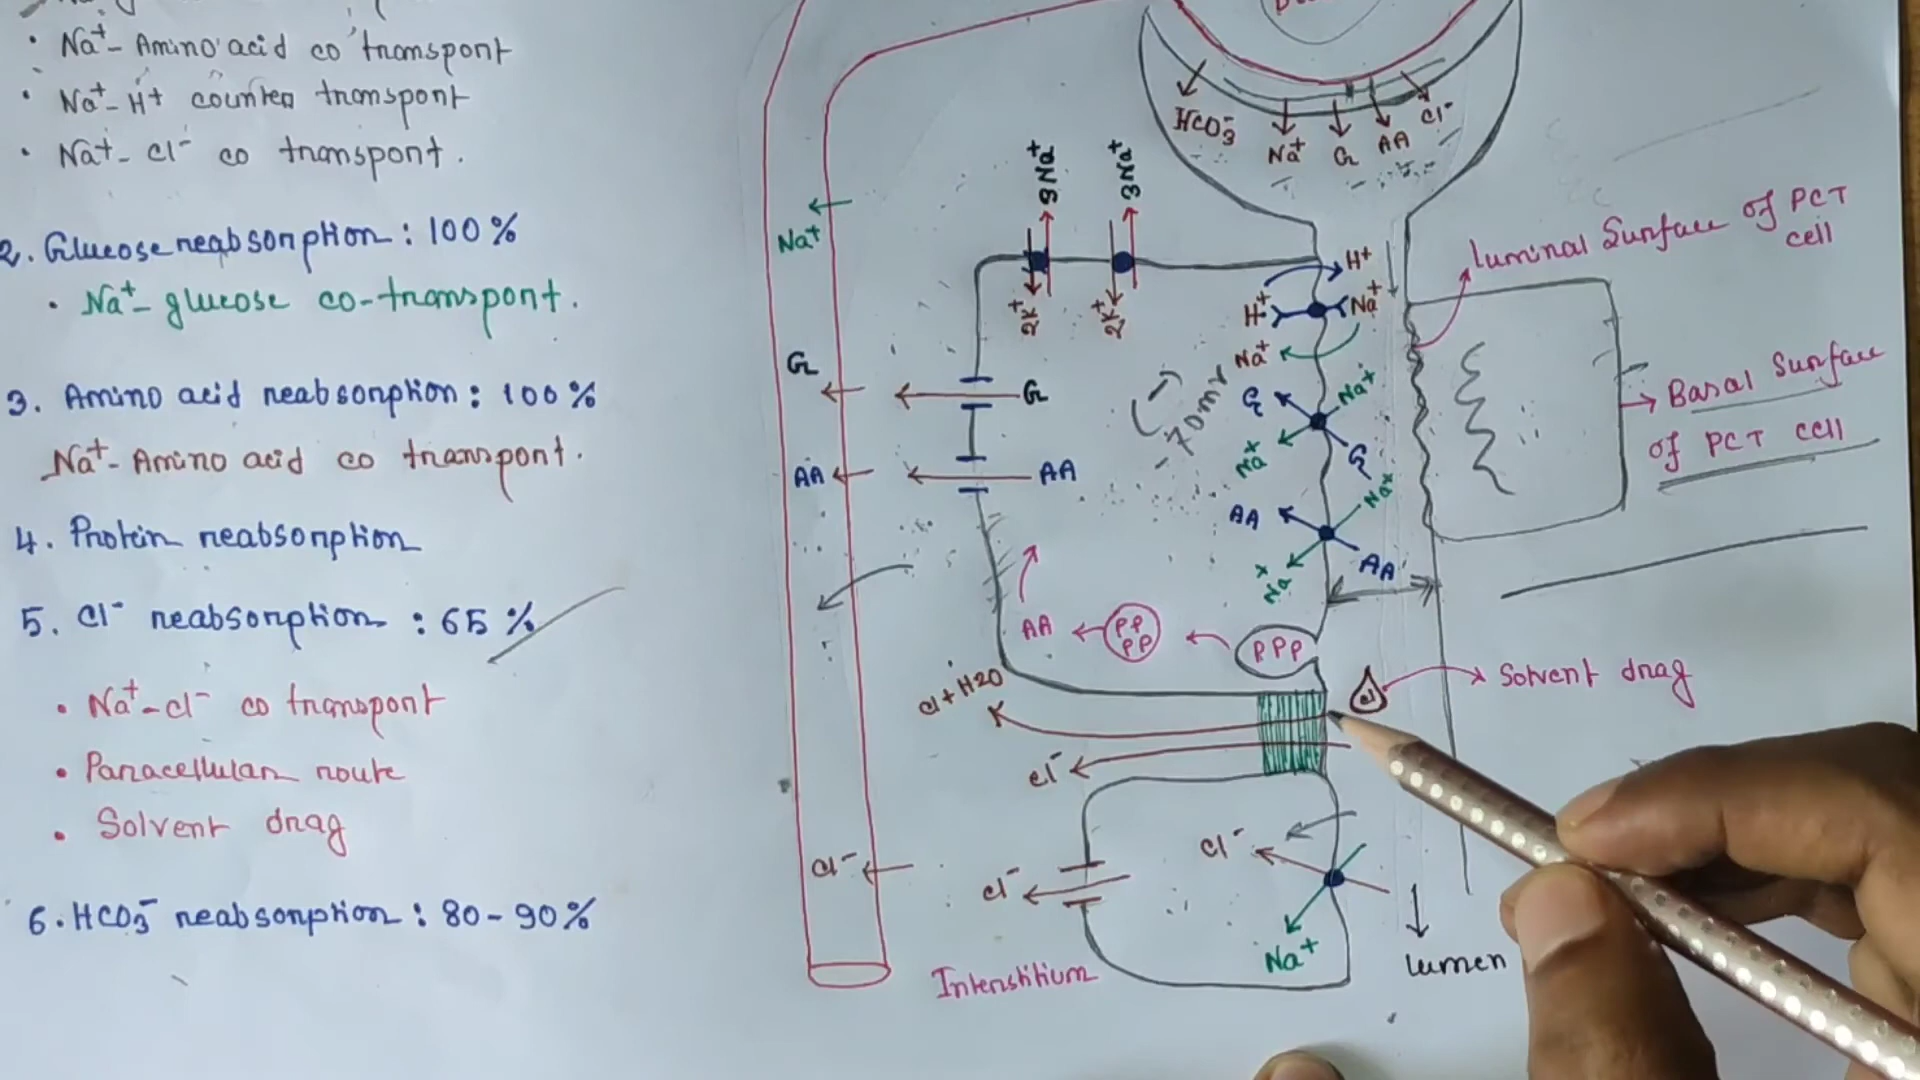 · Na⁺- Amino acid co transport
· Na⁺- H⁺ counter transport
· Na⁺- Cl⁻ co transport.
2. Glucose reabsorption : 100%
· Na⁺- glucose co-transport.
3. Amino acid reabsorption : 100%
Na⁺- Amino acid co transport.
4. Protein reabsorption
5. Cl⁻ reabsorption : 65%
· Na⁺- Cl⁻ co transport
· Paracellular route
· Solvent drag
6. HCO₃⁻ reabsorption : 80-90%
HCO₃⁻
Na⁺
G
AA
Cl⁻
3Na⁺
3Na⁺
2K⁺
2K⁺
Na⁺
G
AA
Cl⁻
G
AA
H⁺
H⁺
Na⁺
Na⁺
(-)
-70mv
G
Na⁺
Na⁺
G
AA
Na⁺
Na⁺
AA
luminal Surface of PCT
cell
Basal Surface
of PCT cell
AA
PP
PP
PPP
Cl
Solvent drag
Cl + H2O
Cl⁻
Cl⁻
Cl⁻
Na⁺
Interstitium
lumen